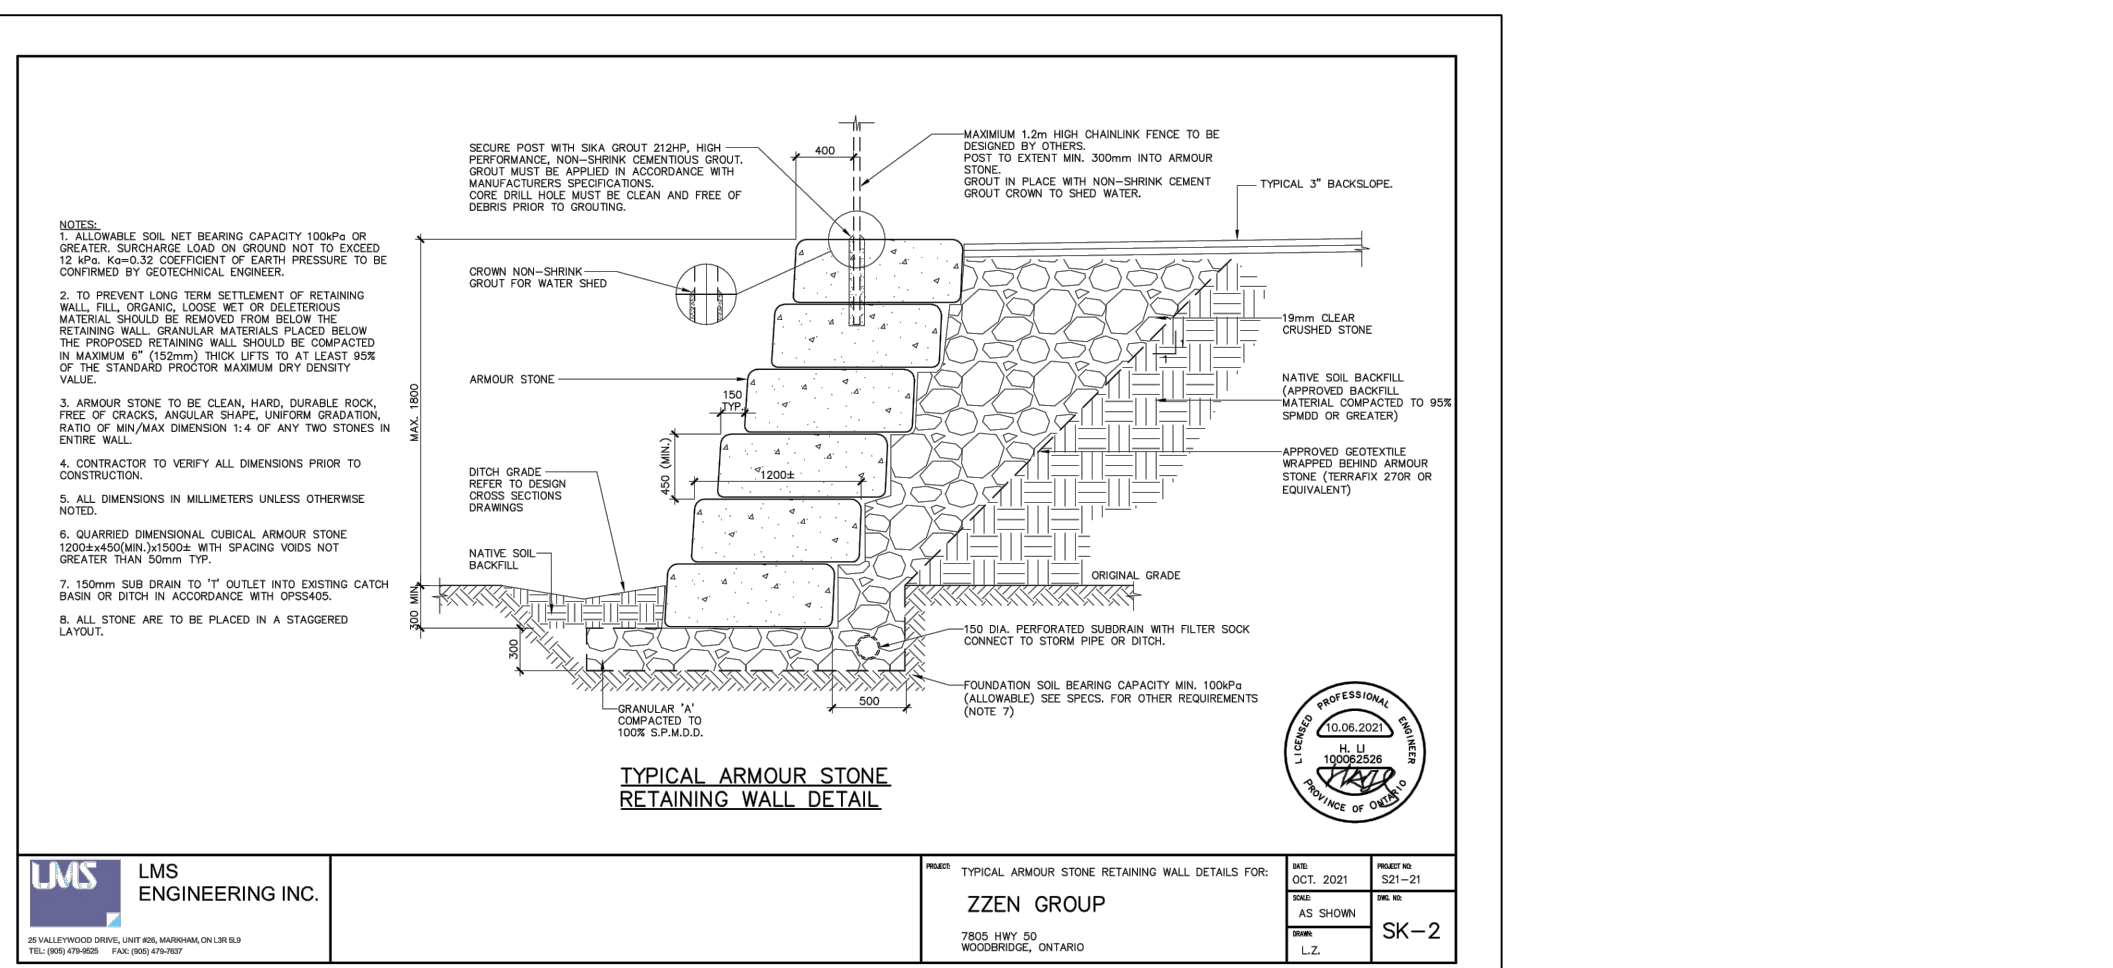 SECURE POST WITH SIKA GROUT 212HP, HIGH
PERFORMANCE, NON-SHRINK CEMENTIOUS GROUT.
GROUT MUST BE APPLIED IN ACCORDANCE WITH
MANUFACTURERS SPECIFICATIONS.
CORE DRILL HOLE MUST BE CLEAN AND FREE OF
DEBRIS PRIOR TO GROUTING.
400
MAXIMIUM 1.2m HIGH CHAINLINK FENCE TO BE
DESIGNED BY OTHERS.
POST TO EXTENT MIN. 300mm INTO ARMOUR
STONE.
GROUT IN PLACE WITH NON-SHRINK CEMENT
GROUT CROWN TO SHED WATER.
TYPICAL 3" BACKSLOPE.
NOTES:
1. ALLOWABLE SOIL NET BEARING CAPACITY 100kPa OR
GREATER. SURCHARGE LOAD ON GROUND NOT TO EXCEED
12 kPa. Ka=0.32 COEFFICIENT OF EARTH PRESSURE TO BE
CONFIRMED BY GEOTECHNICAL ENGINEER.
2. TO PREVENT LONG TERM SETTLEMENT OF RETAINING
WALL, FILL, ORGANIC, LOOSE WET OR DELETERIOUS
MATERIAL SHOULD BE REMOVED FROM BELOW THE
RETAINING WALL. GRANULAR MATERIALS PLACED BELOW
THE PROPOSED RETAINING WALL SHOULD BE COMPACTED
IN MAXIMUM 6" (152mm) THICK LIFTS TO AT LEAST 95%
OF THE STANDARD PROCTOR MAXIMUM DRY DENSITY
VALUE.
3. ARMOUR STONE TO BE CLEAN, HARD, DURABLE ROCK,
FREE OF CRACKS, ANGULAR SHAPE, UNIFORM GRADATION,
RATIO OF MIN/MAX DIMENSION 1:4 OF ANY TWO STONES IN
ENTIRE WALL.
4. CONTRACTOR TO VERIFY ALL DIMENSIONS PRIOR TO
CONSTRUCTION.
5. ALL DIMENSIONS IN MILLIMETERS UNLESS OTHERWISE
NOTED.
6. QUARRIED DIMENSIONAL CUBICAL ARMOUR STONE
1200±x450(MIN.)x1500± WITH SPACING VOIDS NOT
GREATER THAN 50mm TYP.
7. 150mm SUB DRAIN TO 'T' OUTLET INTO EXISTING CATCH
BASIN OR DITCH IN ACCORDANCE WITH OPSS405.
8. ALL STONE ARE TO BE PLACED IN A STAGGERED
LAYOUT.
CROWN NON-SHRINK
GROUT FOR WATER SHED
ARMOUR STONE
150
TYP.
MAX. 1800
450 (MIN.)
1200±
DITCH GRADE
REFER TO DESIGN
CROSS SECTIONS
DRAWINGS
NATIVE SOIL
BACKFILL
300 MIN.
300
1
1
19mm CLEAR
CRUSHED STONE
NATIVE SOIL BACKFILL
(APPROVED BACKFILL
MATERIAL COMPACTED TO 95%
SPMDD OR GREATER)
APPROVED GEOTEXTILE
WRAPPED BEHIND ARMOUR
STONE (TERRAFIX 270R OR
EQUIVALENT)
ORIGINAL GRADE
150 DIA. PERFORATED SUBDRAIN WITH FILTER SOCK
CONNECT TO STORM PIPE OR DITCH.
FOUNDATION SOIL BEARING CAPACITY MIN. 100kPa
(ALLOWABLE) SEE SPECS. FOR OTHER REQUIREMENTS
(NOTE 7)
500
GRANULAR 'A'
COMPACTED TO
100% S.P.M.D.D.
TYPICAL ARMOUR STONE
RETAINING WALL DETAIL
LICENSED PROFESSIONAL ENGINEER
10.06.2021
H. LI
100062526
PROVINCE OF ONTARIO
LMS
LMS
ENGINEERING INC.
25 VALLEYWOOD DRIVE, UNIT #26, MARKHAM, ON L3R 5L9
TEL: (905) 479-9525 FAX: (905) 479-7637
PROJECT:
TYPICAL ARMOUR STONE RETAINING WALL DETAILS FOR:
ZZEN GROUP
7805 HWY 50
WOODBRIDGE, ONTARIO
DATE:
OCT. 2021
SCALE:
AS SHOWN
DRAWN:
L.Z.
PROJECT NO:
S21-21
DWG. NO:
SK-2